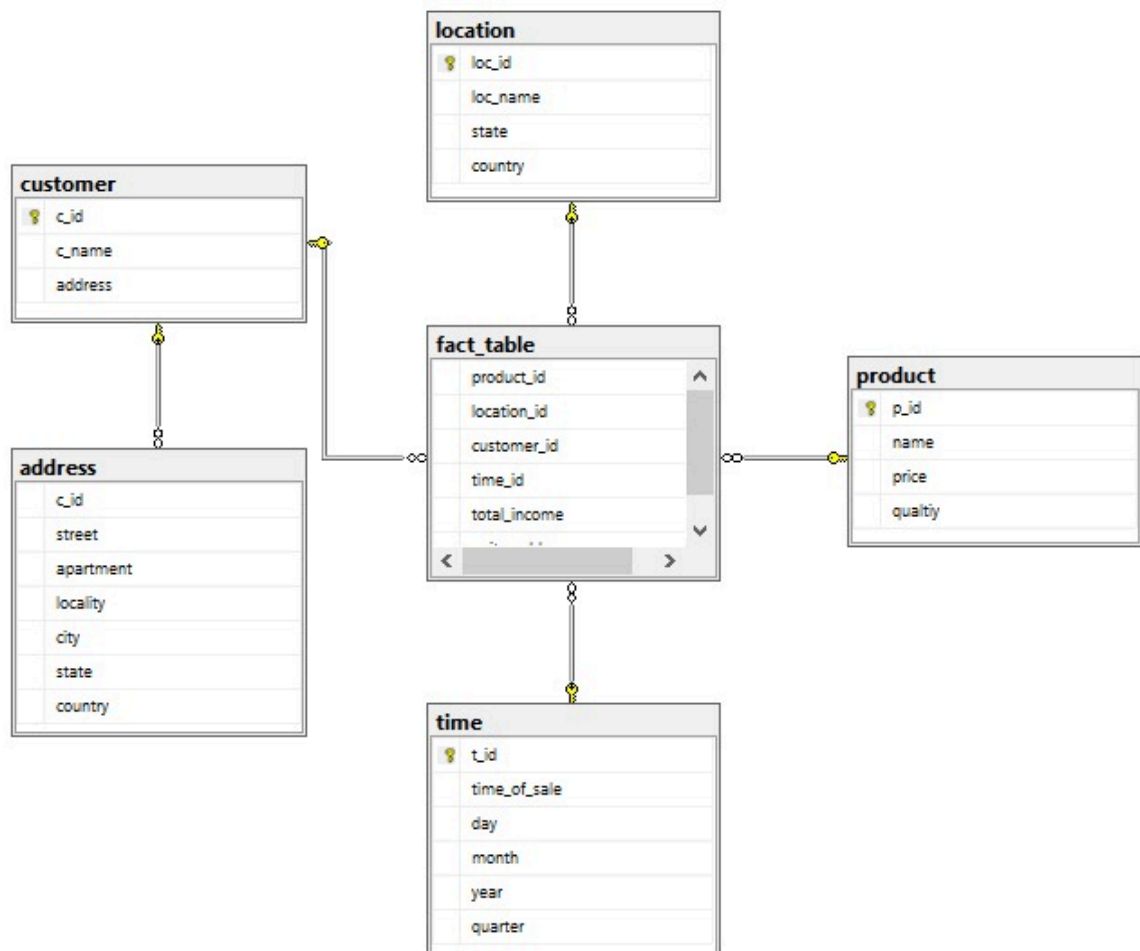 location
loc_id
loc_name
state
country
customer
c_id
c_name
address
fact_table
product_id
location_id
customer_id
time_id
total_income
product
p_id
name
price
qualtiy
address
c_id
street
apartment
locality
city
state
country
time
t_id
time_of_sale
day
month
year
quarter